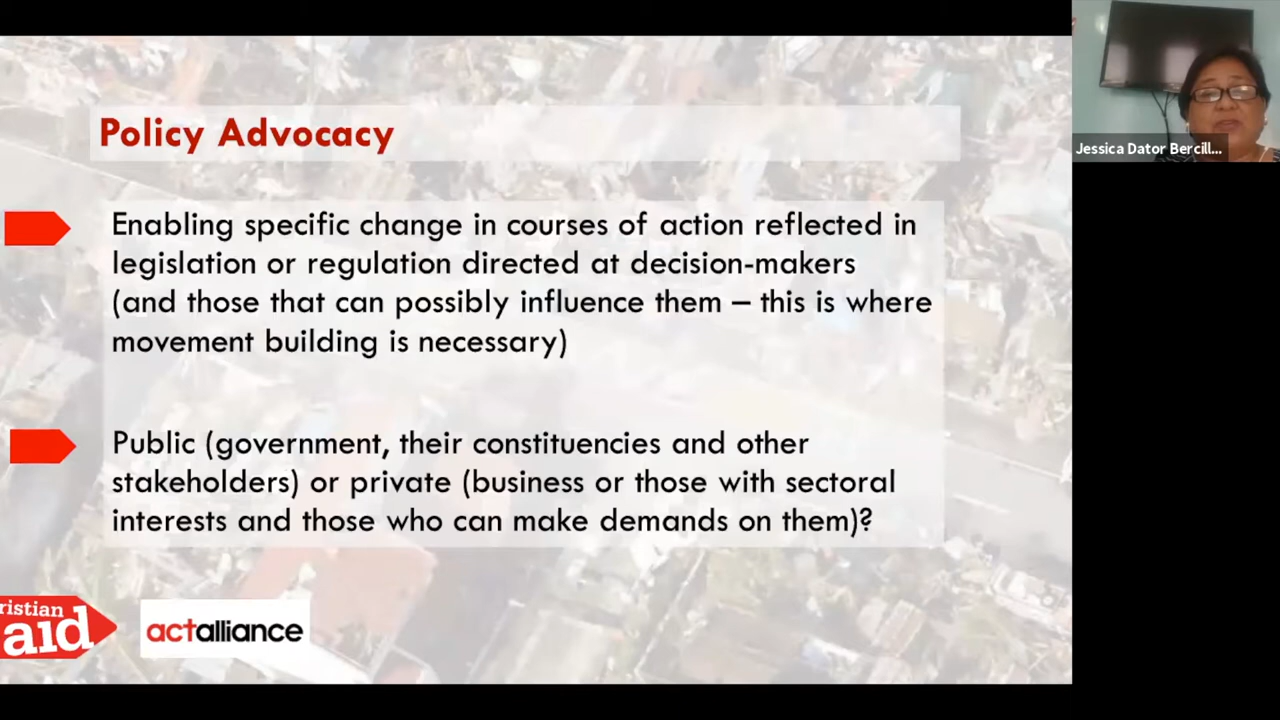 Policy Advocacy
Jessica Dator Bercill...
Enabling specific change in courses of action reflected in
legislation or regulation directed at decision-makers
(and those that can possibly influence them – this is where
movement building is necessary)
Public (government, their constituencies and other
stakeholders) or private (business or those with sectoral
interests and those who can make demands on them)?
ristian
aid
actalliance